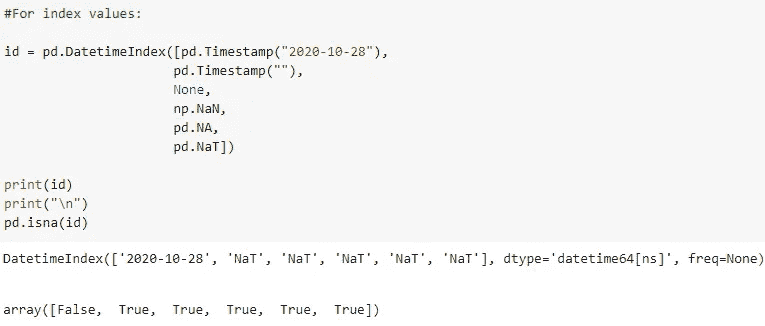 #For index values:
id = pd.DatetimeIndex([pd.Timestamp("2020-10-28"),
pd.Timestamp(""),
None,
np.NaN,
pd.NA,
pd.NaT])
print(id)
print("\n")
pd.isna(id)
DatetimeIndex(['2020-10-28', 'NaT', 'NaT', 'NaT', 'NaT', 'NaT'], dtype='datetime64[ns]', freq=None)
array([False,  True,  True,  True,  True,  True])